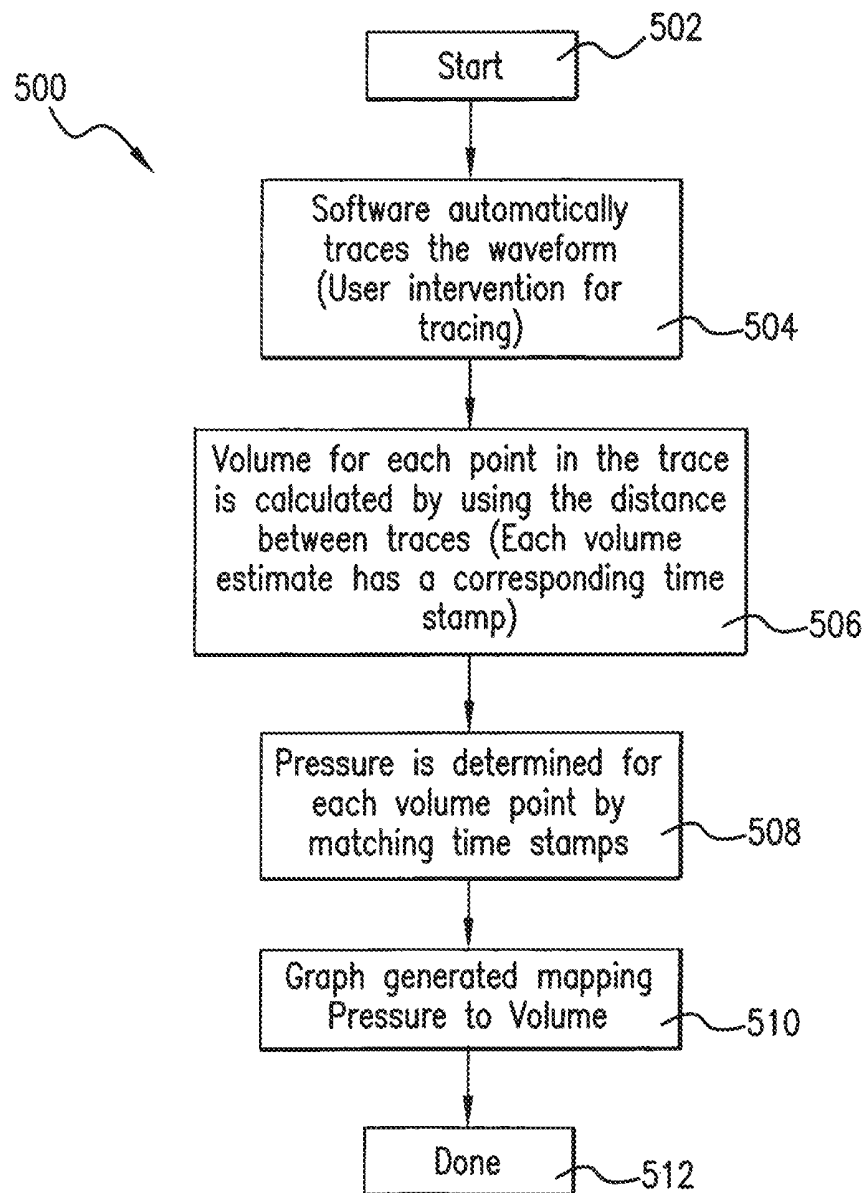 502
Start
500
Software automatically
traces the waveform
(User intervention for
tracing)
504
Volume for each point in the trace
is calculated by using the distance
between traces (Each volume
estimate has a corresponding time
stamp)
506
Pressure is determined for
each volume point by
matching time stamps
508
Graph generated mapping
Pressure to Volume
510
Done
512